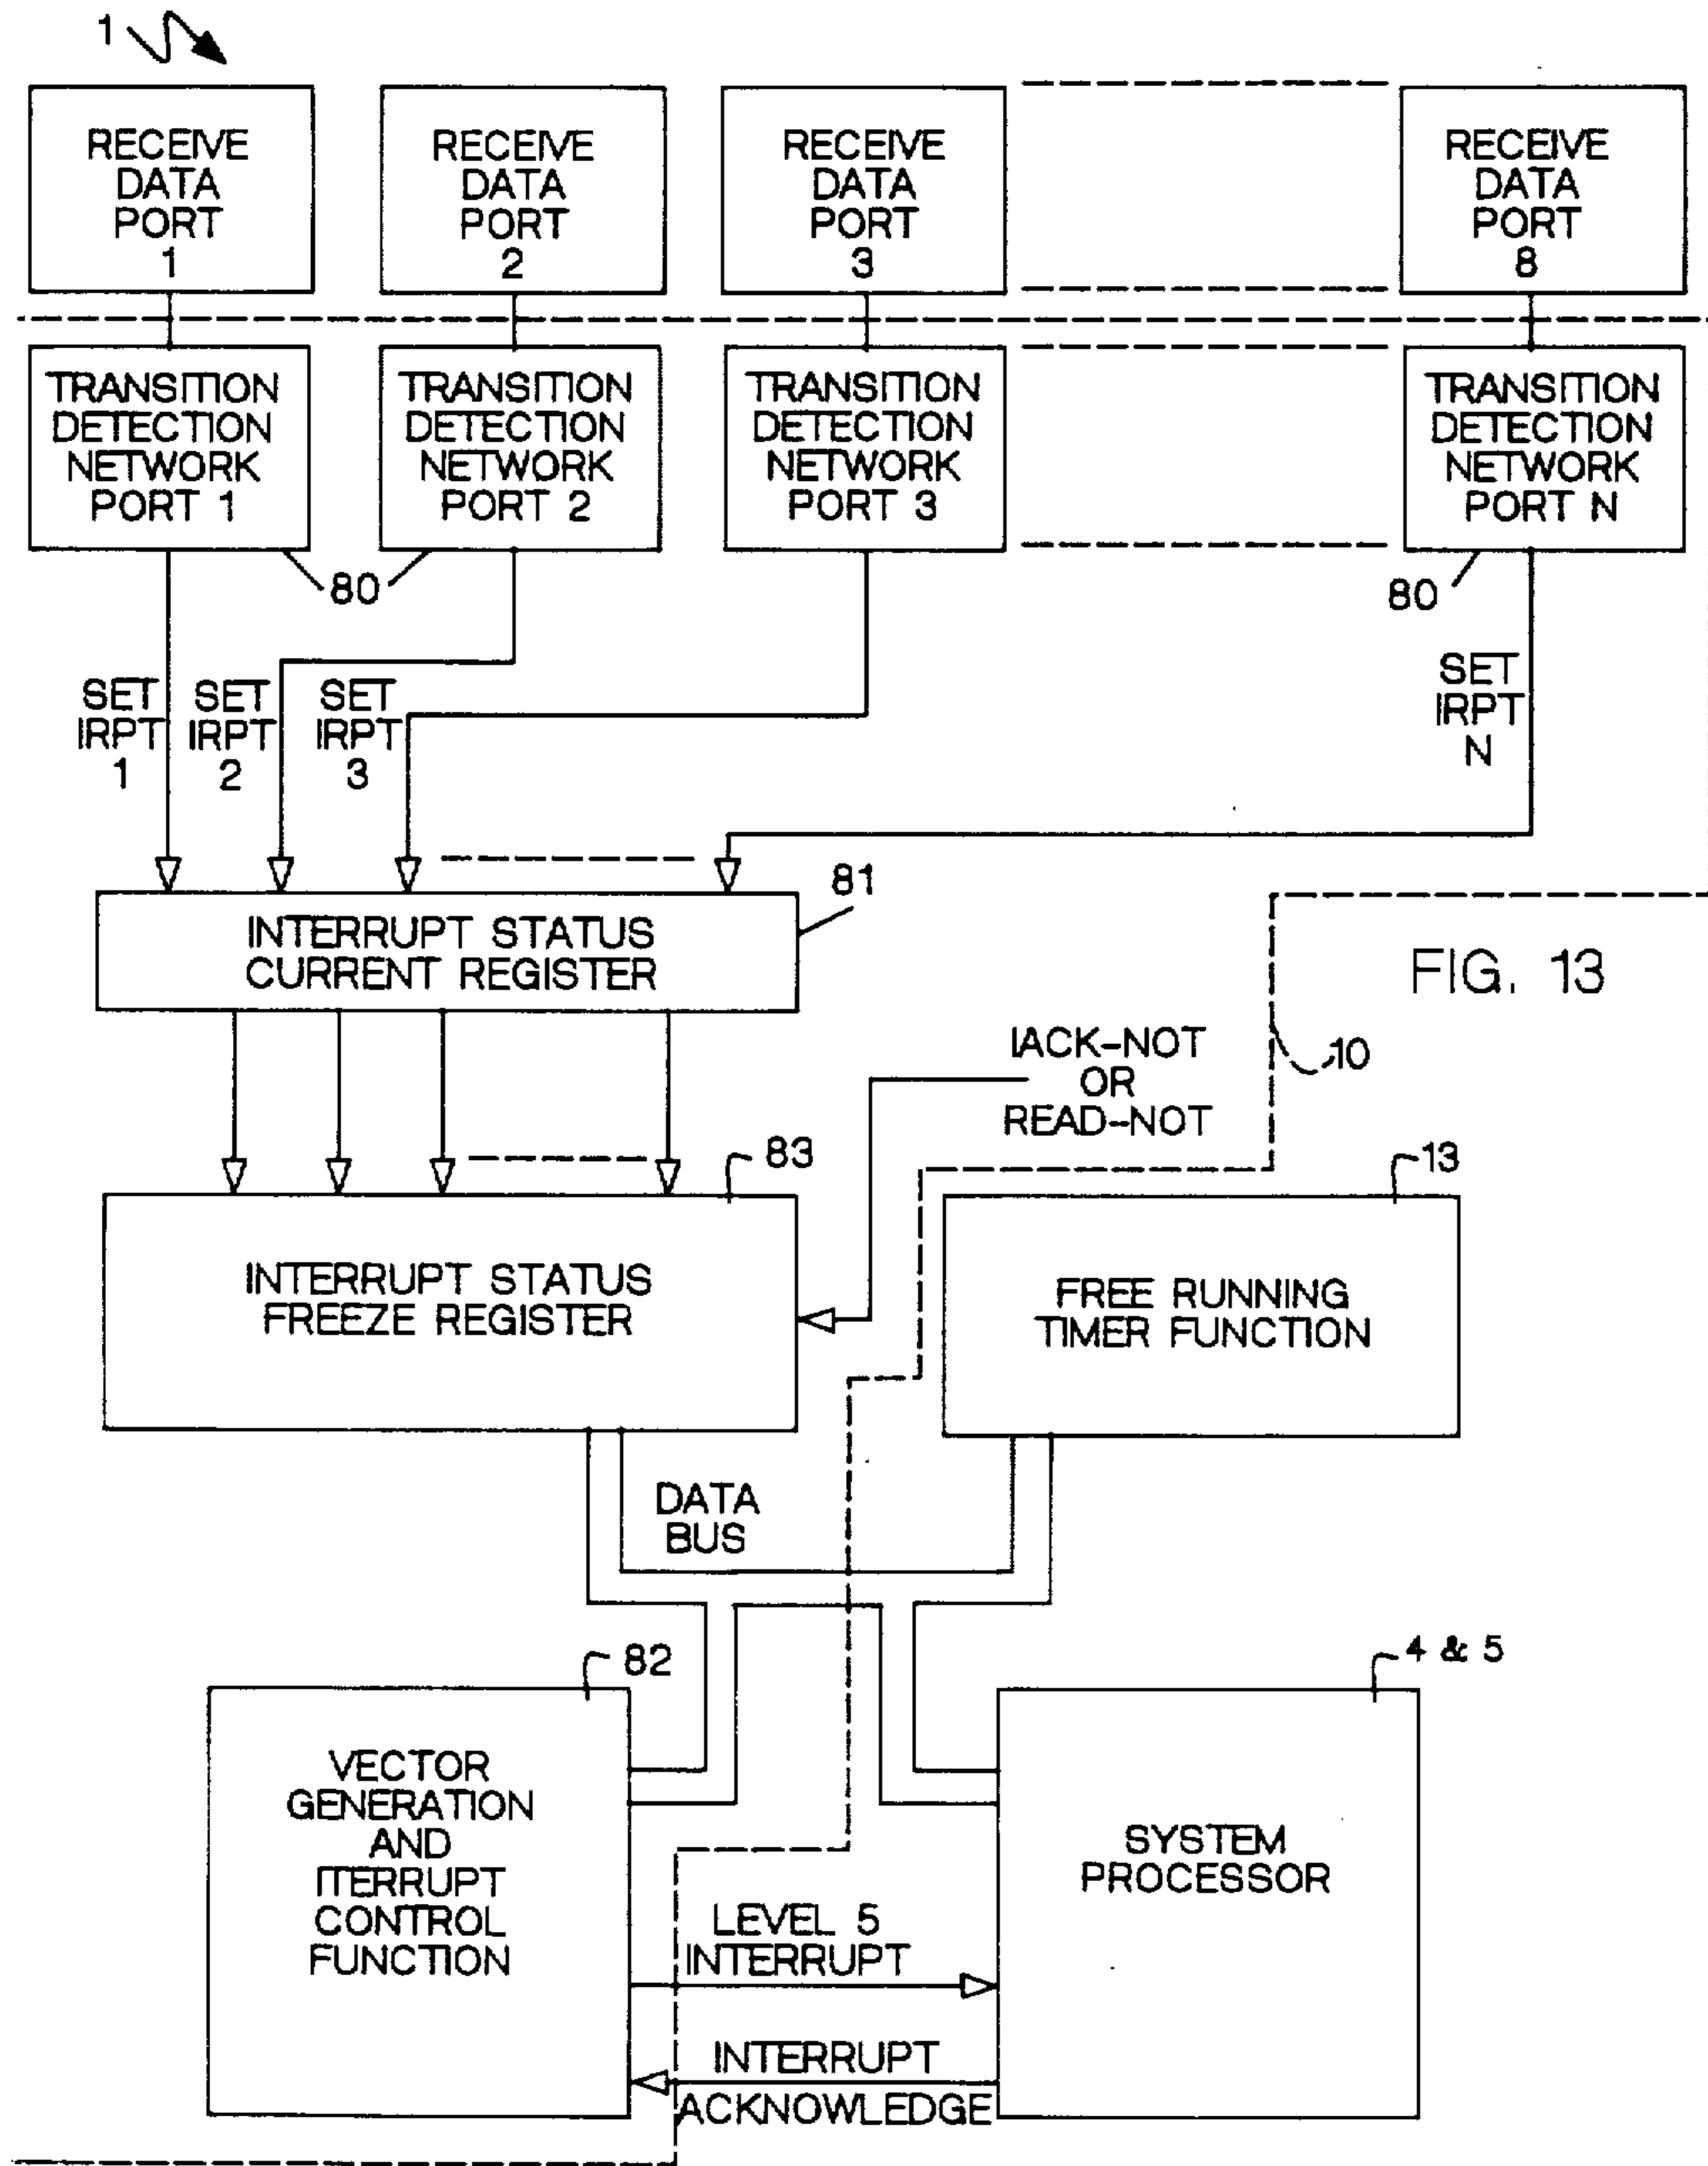 1
RECEIVE
DATA
PORT
1
RECEIVE
DATA
PORT
2
RECEIVE
DATA
PORT
3
RECEIVE
DATA
PORT
8
TRANSITION
DETECTION
NETWORK
PORT 1
TRANSITION
DETECTION
NETWORK
PORT 2
TRANSITION
DETECTION
NETWORK
PORT 3
TRANSITION
DETECTION
NETWORK
PORT N
80
80
SET
IRPT
1
SET
IRPT
2
SET
IRPT
3
SET
IRPT
N
81
INTERRUPT STATUS
CURRENT REGISTER
FIG. 13
IACK-NOT
OR
READ-NOT
10
83
13
INTERRUPT STATUS
FREEZE REGISTER
FREE RUNNING
TIMER FUNCTION
DATA
BUS
82
4 & 5
VECTOR
GENERATION
AND
ITERRUPT
CONTROL
FUNCTION
SYSTEM
PROCESSOR
LEVEL 5
INTERRUPT
INTERRUPT
ACKNOWLEDGE